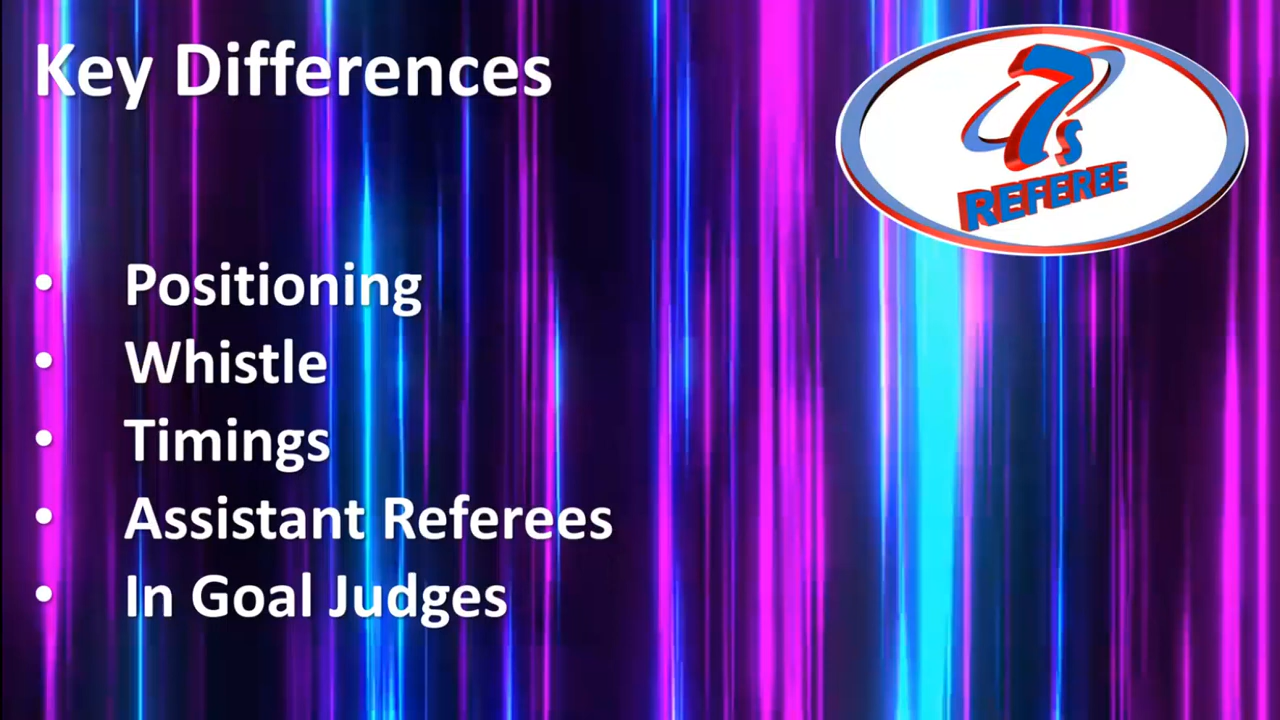 Key Differences
7s
REFEREE
• Positioning
• Whistle
• Timings
• Assistant Referees
• In Goal Judges